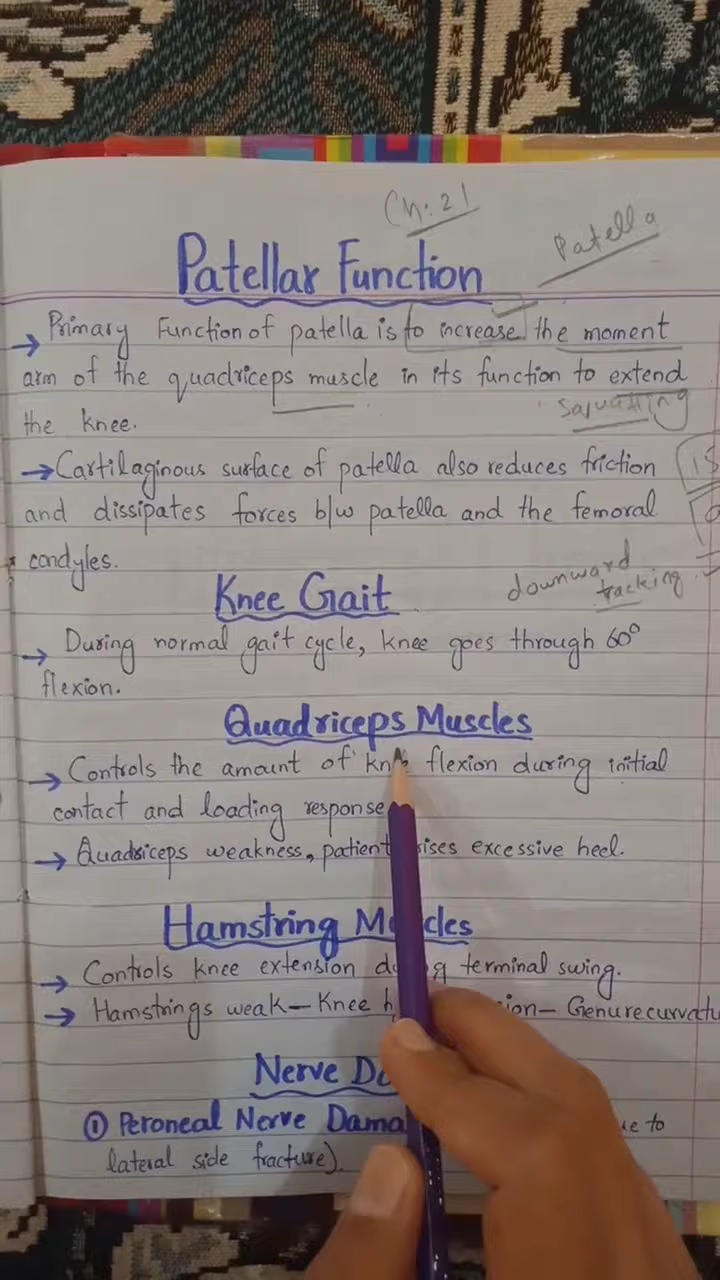 Ch:21
Patella
Patellar Function
→ Primary Function of patella is to increase the moment
arm of the quadriceps muscle in its function to extend
the knee.
→ Cartilaginous surface of patella also reduces friction
and dissipates forces b/w patella and the femoral
condyles.
downward
tracking
Knee Gait
→ During normal gait cycle, knee goes through 60°
flexion.
Quadriceps Muscles
→ Controls the amount of flexion during initial
contact and loading response
→ Quadriceps weakness, patient excessive heel.
Hamstring
→ Controls knee extension terminal swing.
→ Hamstrings weak – Knee
Nerve
① Peroneal Nerve to
lateral side fracture).